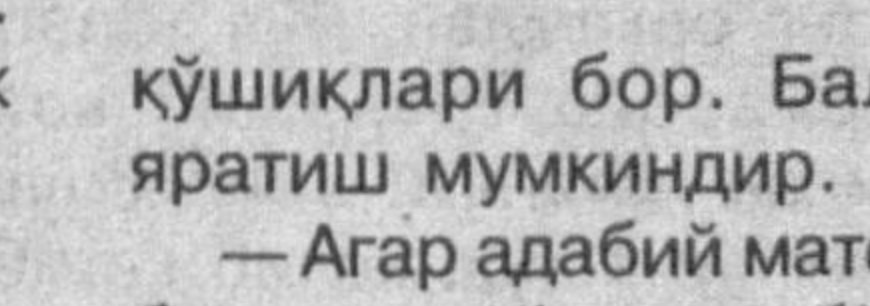 қўшиқлари бор.
яратиш мумкиндир.
— Агар адабий